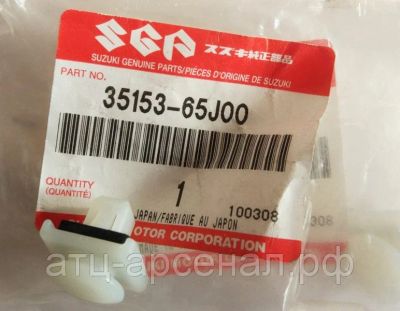 SGP スズキ純正部品
SUZUKI GENUINE PARTS/PIÈCES D'ORIGINE DE SUZUKI
PART NO.
35153-65J00
QUANTITY
(QUANTITÉ)
1
100308
JAPAN/FABRIQUE AU JAPON
MOTOR CORPORATION
атц-арсенал.рф